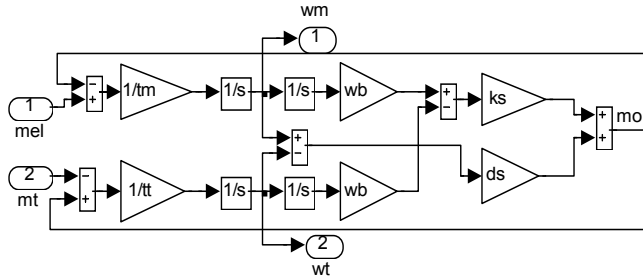 wm
1
− 1/tm 1/s 1/s wb + ks
1 + − +
mel mo
+ +
−
2 − 1/tt 1/s 1/s wb ds
mt +
2
wt